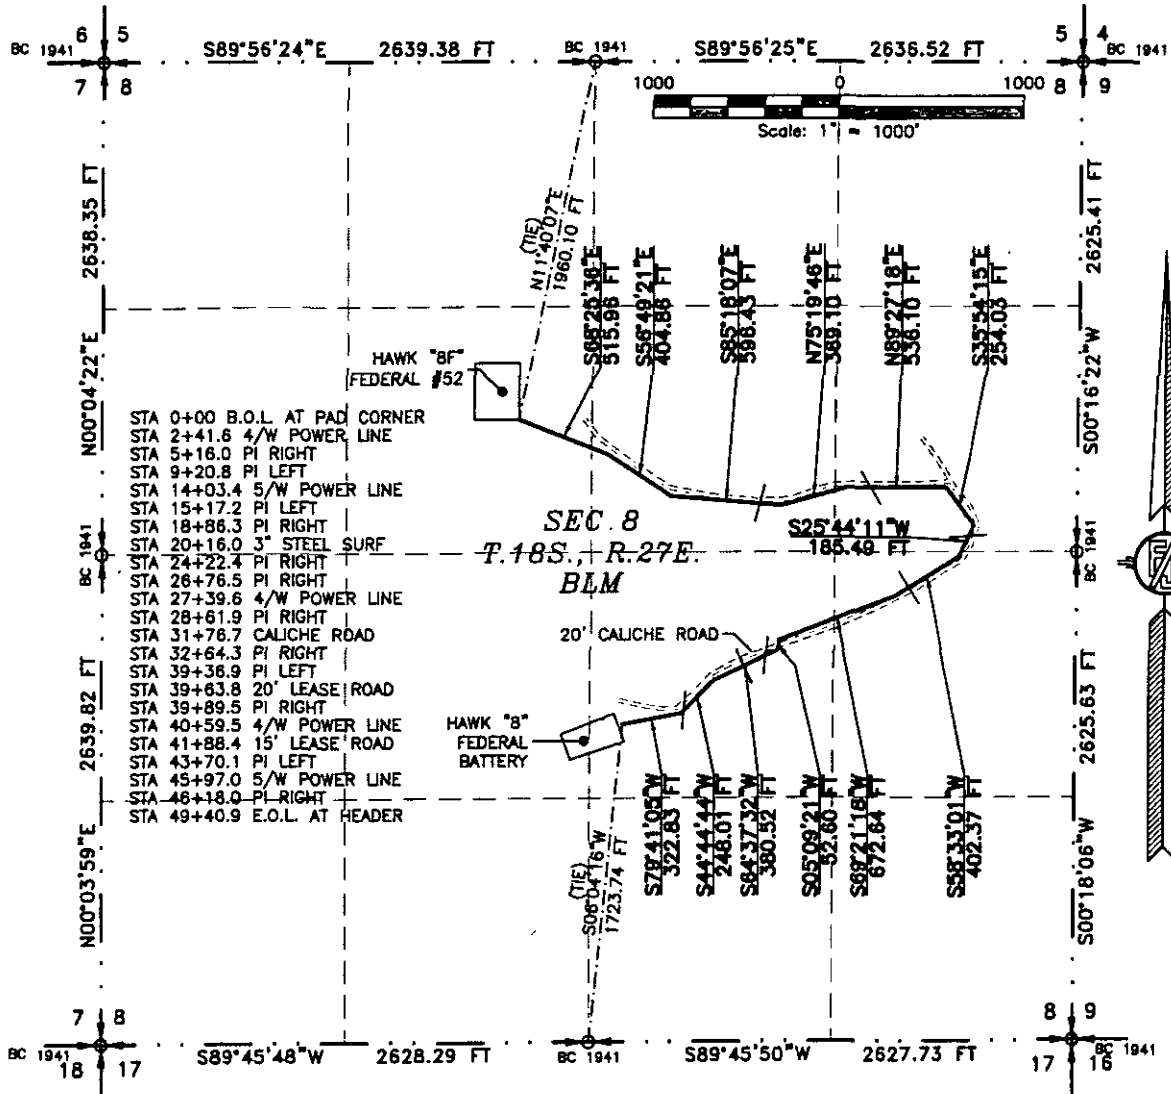 6 5
5 4
BC 1941
S89°56'24"E 2639.38 FT
BC 1941
S89°56'25"E 2636.52 FT
BC 1941
7 8
8 9
1000 0 1000
Scale: 1" = 1000'
2638.35 FT
N00°04'22"E
2625.41 FT
S00°16'22"W
(TIE)
N11°40'07"E
1960.10 FT
S68°25'36"E
515.96 FT
S56°49'21"E
404.86 FT
S85°18'07"E
596.43 FT
N75°19'46"E
389.10 FT
N89°27'18"E
536.10 FT
S35°54'15"E
254.03 FT
HAWK "8F"
FEDERAL #52
STA 0+00 B.O.L. AT PAD CORNER
STA 2+41.6 4/W POWER LINE
STA 5+16.0 PI RIGHT
STA 9+20.8 PI LEFT
STA 14+03.4 5/W POWER LINE
STA 15+17.2 PI LEFT
STA 18+86.3 PI RIGHT
STA 20+16.0 3" STEEL SURF
STA 24+22.4 PI RIGHT
STA 26+76.5 PI RIGHT
STA 27+39.6 4/W POWER LINE
STA 28+61.9 PI RIGHT
STA 31+76.7 CALICHE ROAD
STA 32+64.3 PI RIGHT
STA 39+36.9 PI LEFT
STA 39+63.8 20' LEASE ROAD
STA 39+89.5 PI RIGHT
STA 40+59.5 4/W POWER LINE
STA 41+88.4 15' LEASE ROAD
STA 43+70.1 PI LEFT
STA 45+97.0 5/W POWER LINE
STA 46+18.0 PI RIGHT
STA 49+40.9 E.O.L. AT HEADER
SEC. 8
T.18S., R.27E.
BLM
S25°44'11"W
185.49 FT
BC 1941
BC 1941
20' CALICHE ROAD
HAWK "8"
FEDERAL
BATTERY
2639.82 FT
N00°03'59"E
2625.63 FT
S00°18'06"W
S79°41'05"W
322.83 FT
S44°44'44"W
248.01 FT
S64°37'32"W
380.52 FT
S05°09'21"W
52.60 FT
S69°21'18"W
672.64 FT
S58°33'01"W
402.37 FT
(TIE)
S06°04'16"W
1723.74 FT
7 8
8 9
BC 1941
S89°45'48"W 2628.29 FT
BC 1941
S89°45'50"W 2627.73 FT
BC 1941
18 17
17 16